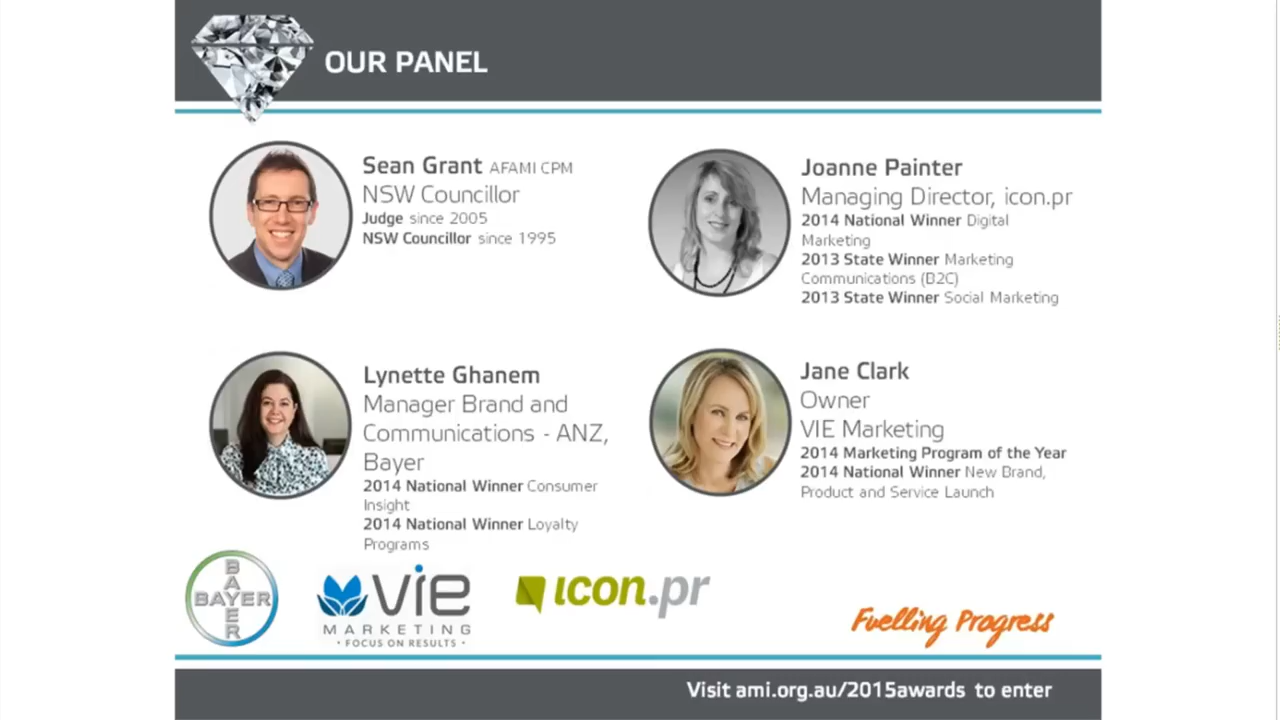 OUR PANEL
Sean Grant AFAMI CPM
NSW Councillor
Judge since 2005
NSW Councillor since 1995
Joanne Painter
Managing Director, icon.pr
2014 National Winner Digital
Marketing
2013 State Winner Marketing
Communications (B2C)
2013 State Winner Social Marketing
Lynette Ghanem
Manager Brand and
Communications - ANZ,
Bayer
2014 National Winner Consumer
Insight
2014 National Winner Loyalty
Programs
Jane Clark
Owner
VIE Marketing
2014 Marketing Program of the Year
2014 National Winner New Brand,
Product and Service Launch
BAYER
BAYER
vie
MARKETING
· FOCUS ON RESULTS ·
icon.pr
Fuelling Progress
Visit ami.org.au/2015awards to enter